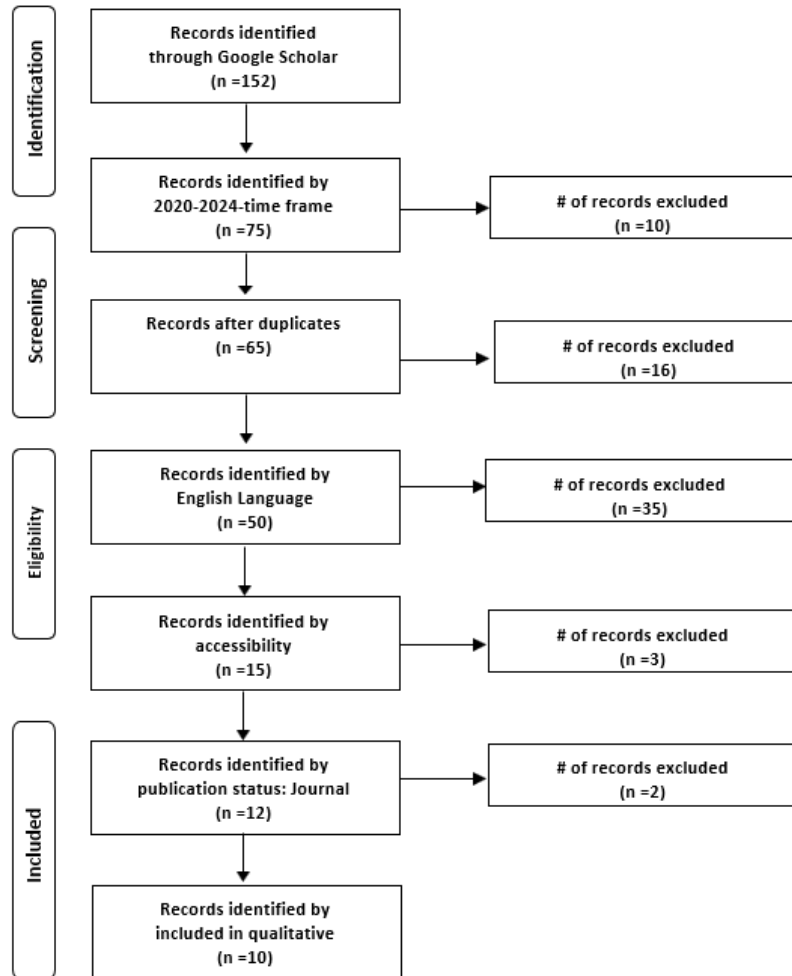 Identification
Records identified
through Google Scholar
(n =152)
Records identified by
2020-2024-time frame
(n =75)
# of records excluded
(n =10)
Screening
Records after duplicates
(n =65)
# of records excluded
(n =16)
Eligibility
Records identified by
English Language
(n =50)
# of records excluded
(n =35)
Records identified by
accessibility
(n =15)
# of records excluded
(n =3)
Included
Records identified by
publication status: Journal
(n =12)
# of records excluded
(n =2)
Records identified by
included in qualitative
(n =10)